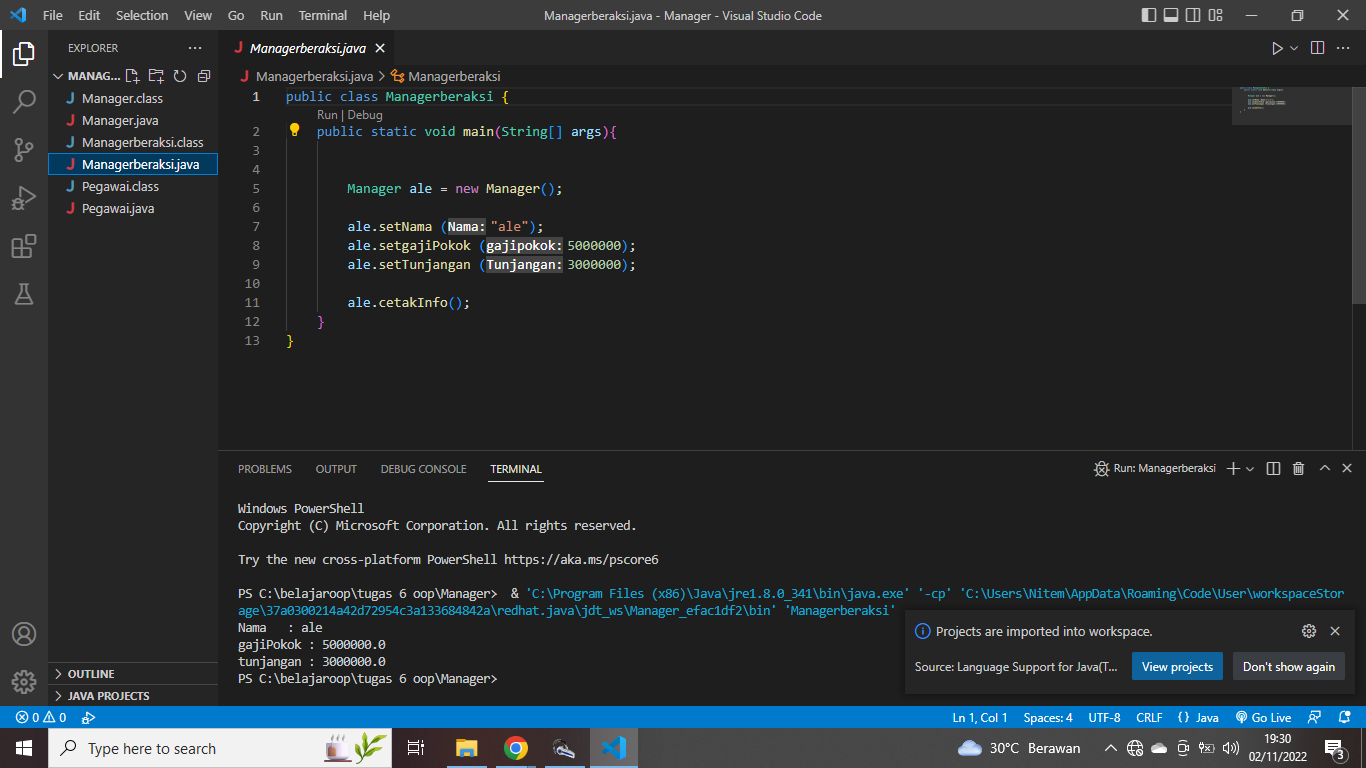 File Edit Selection View Go Run Terminal Help
Managerberaksi.java - Manager - Visual Studio Code
EXPLORER
MANAG...
Manager.class
Manager.java
Managerberaksi.class
Managerberaksi.java
Pegawai.class
Pegawai.java
OUTLINE
JAVA PROJECTS
Managerberaksi.java
Managerberaksi.java > Managerberaksi
1 public class Managerberaksi {
Run | Debug
2 public static void main(String[] args){
3
4
5 Manager ale = new Manager();
6
7 ale.setNama (Nama: "ale");
8 ale.setgajiPokok (gajipokok: 5000000);
9 ale.setTunjangan (Tunjangan: 3000000);
10
11 ale.cetakInfo();
12 }
13 }
PROBLEMS OUTPUT DEBUG CONSOLE TERMINAL
Run: Managerberaksi
Windows PowerShell
Copyright (C) Microsoft Corporation. All rights reserved.
Try the new cross-platform PowerShell https://aka.ms/pscore6
PS C:\belajaroop\tugas 6 oop\Manager> & 'C:\Program Files (x86)\Java\jre1.8.0_341\bin\java.exe' '-cp' 'C:\Users\Nitem\AppData\Roaming\Code\User\workspaceStor
age\37a0300214a42d72954c3a133684842a\redhat.java\jdt_ws\Manager_efac1df2\bin' 'Managerberaksi'
Nama : ale
gajiPokok : 5000000.0
tunjangan : 3000000.0
PS C:\belajaroop\tugas 6 oop\Manager>
Projects are imported into workspace.
Source: Language Support for Java(T...
View projects
Don't show again
0 0
Ln 1, Col 1 Spaces: 4 UTF-8 CRLF {} Java Go Live
Type here to search
30°C Berawan
19:30
02/11/2022
3